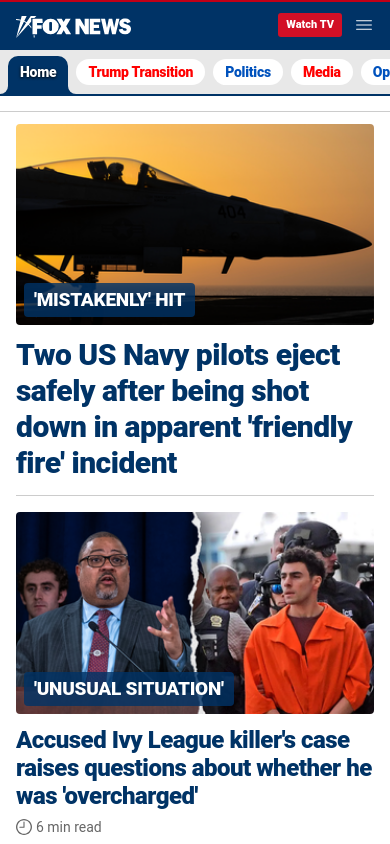 FOX NEWS
Watch TV
Home
Trump Transition
Politics
Media
Op
404
'MISTAKENLY' HIT
Two US Navy pilots eject
safely after being shot
down in apparent 'friendly
fire' incident
'UNUSUAL SITUATION'
Accused Ivy League killer's case
raises questions about whether he
was 'overcharged'
6 min read